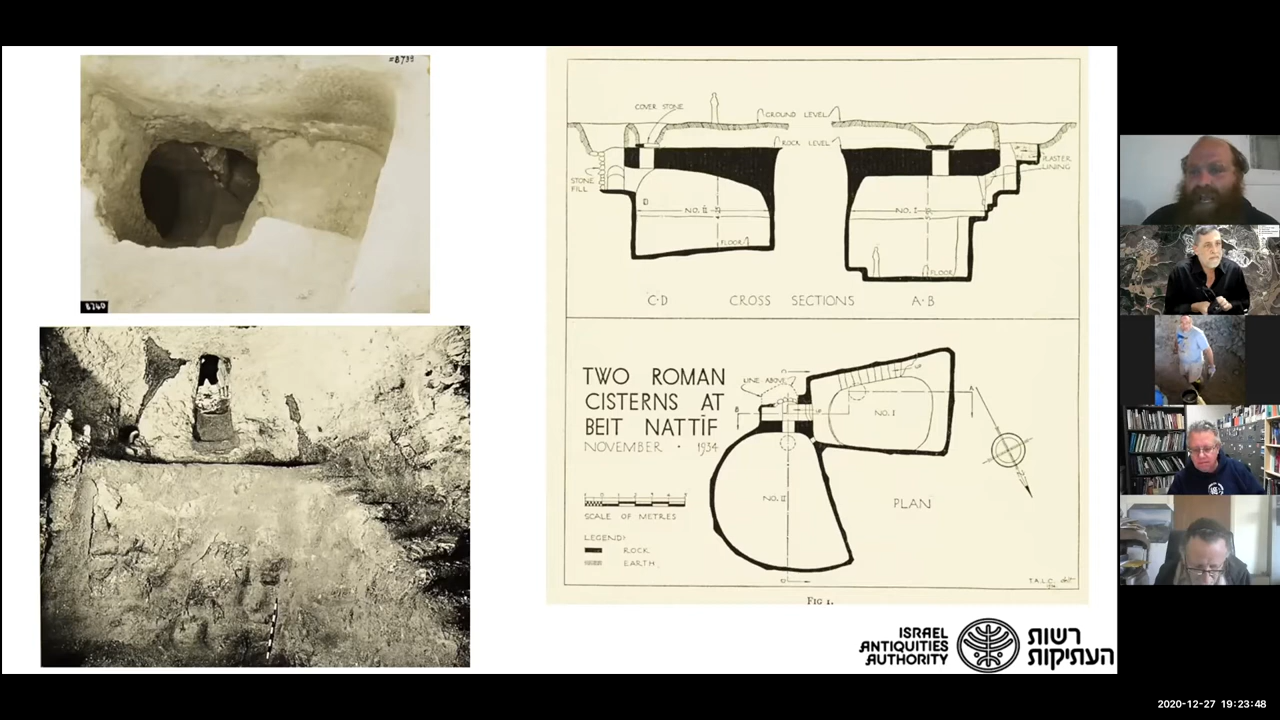 =8739
8740
COVER STONE
GROUND LEVEL
ROCK LEVEL
STONE
FILL
PLASTER
LINING
D
NO. II
NO. I
FLOOR
FLOOR
C·D CROSS SECTIONS A·B
TWO ROMAN
CISTERNS AT
BEIT NATTĪF
NOVEMBER · 1934
LINE ABOVE
C
B
A
NO. I
NO. II
PLAN
SCALE OF METRES
LEGEND
ROCK
EARTH
T.A.L.C.
FIG 1.
ISRAEL
ANTIQUITIES
AUTHORITY
רשות
העתיקות
2020-12-27 19:23:48